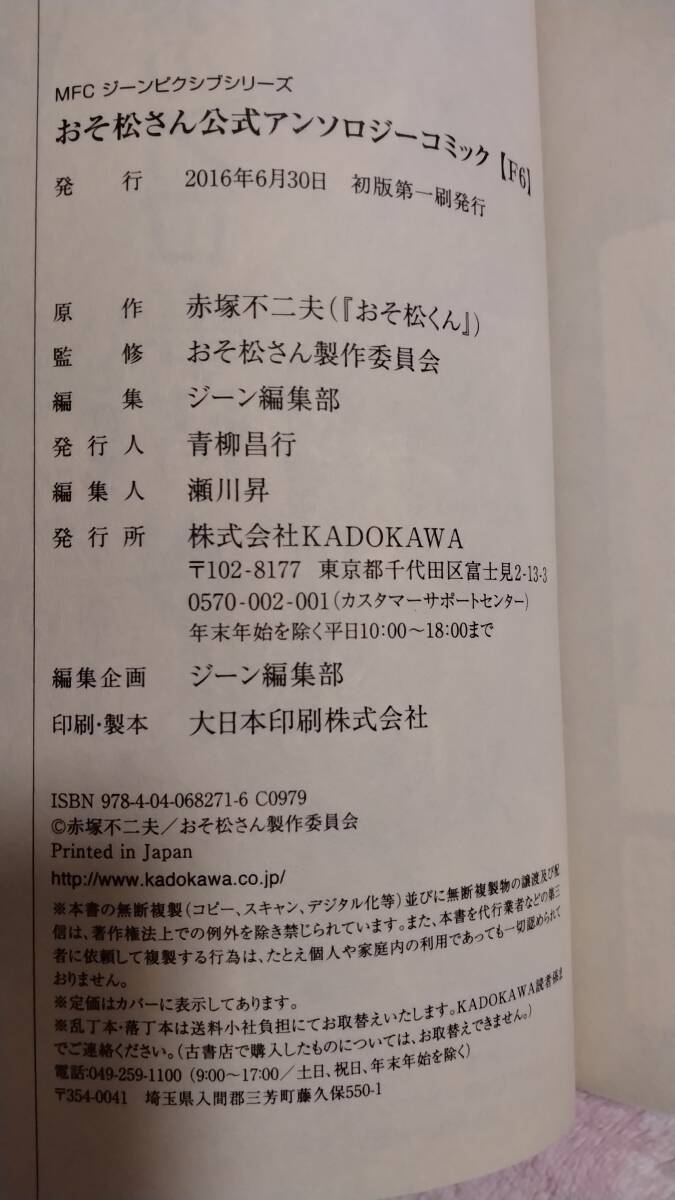 MFC ジーンピクシブシリーズ
おそ松さん公式アンソロジーコミック【F6】
発行 2016年6月30日 初版第一刷発行
原作 赤塚不二夫(『おそ松くん』)
監修 おそ松さん製作委員会
編集 ジーン編集部
発行人 青柳昌行
編集人 瀬川昇
発行所 株式会社KADOKAWA
〒102-8177 東京都千代田区富士見2-13-3
0570-002-001(カスタマーサポートセンター)
年末年始を除く平日10:00〜18:00まで
編集企画 ジーン編集部
印刷・製本 大日本印刷株式会社
ISBN 978-4-04-068271-6 C0979
©赤塚不二夫/おそ松さん製作委員会
Printed in Japan
http://www.kadokawa.co.jp/
※本書の無断複製(コピー、スキャン、デジタル化等)並びに無断複製物の譲渡及び配
信は、著作権法上での例外を除き禁じられています。また、本書を代行業者などの第三
者に依頼して複製する行為は、たとえ個人や家庭内の利用であっても一切認められて
おりません。
※定価はカバーに表示してあります。
※乱丁本・落丁本は送料小社負担にてお取替えいたします。KADOKAWA読者係ま
でご連絡ください。(古書店で購入したものについては、お取替えできません。)
電話:049-259-1100 (9:00〜17:00/土日、祝日、年末年始を除く)
〒354-0041 埼玉県入間郡三芳町藤久保550-1